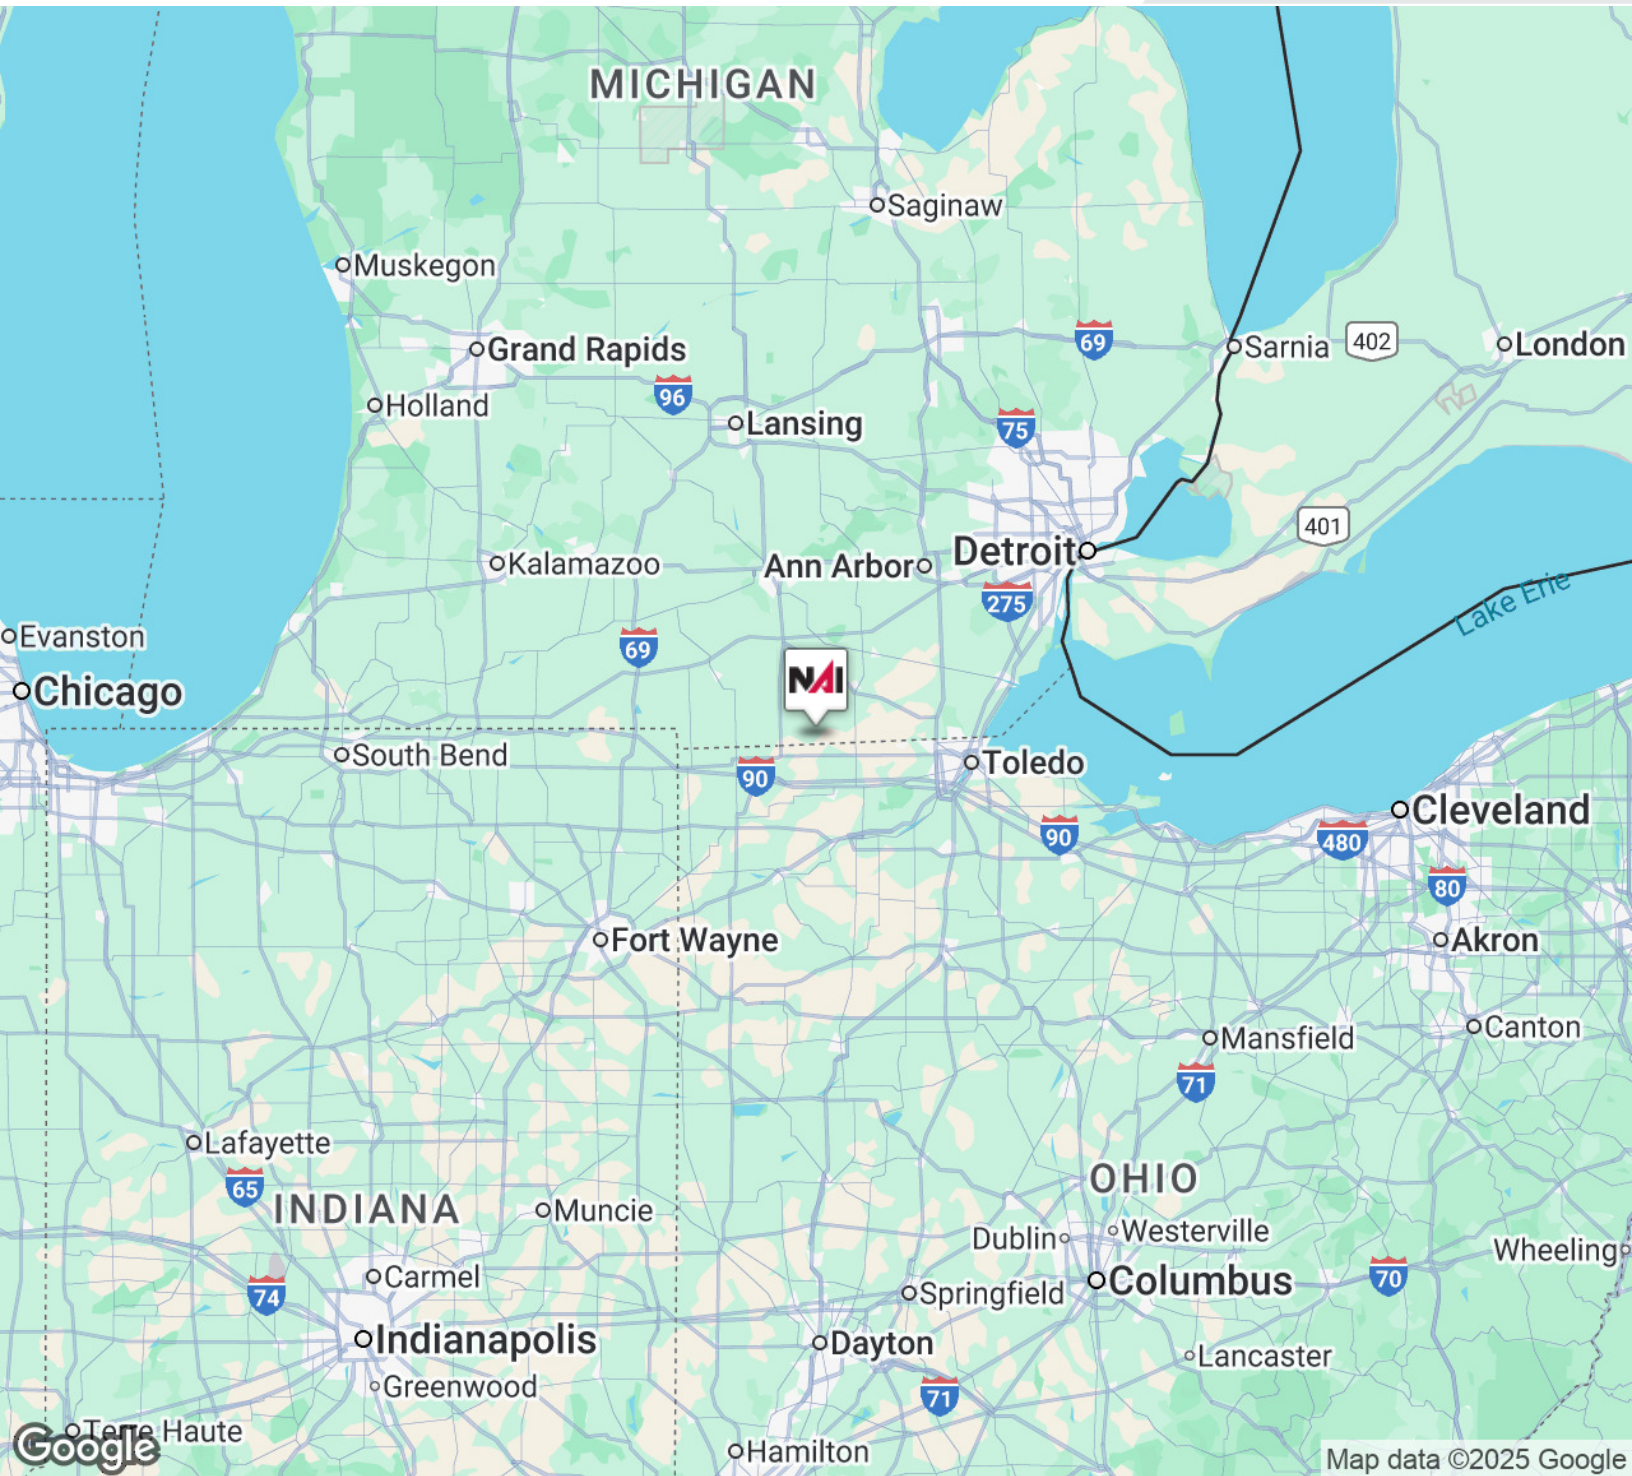 MICHIGAN
Saginaw
Muskegon
69
Sarnia
402
London
Grand Rapids
96
Holland
Lansing
75
401
Detroit
Kalamazoo
Ann Arbor
275
Lake Erie
Evanston
69
NAI
Chicago
South Bend
90
Toledo
Cleveland
90
480
80
Fort Wayne
Akron
Canton
Mansfield
71
Lafayette
OHIO
65
INDIANA
Muncie
Westerville
Dublin
Wheeling
Carmel
Columbus
70
74
Springfield
Indianapolis
Dayton
Lancaster
Greenwood
71
Terre Haute
Google
Hamilton
Map data ©2025 Google